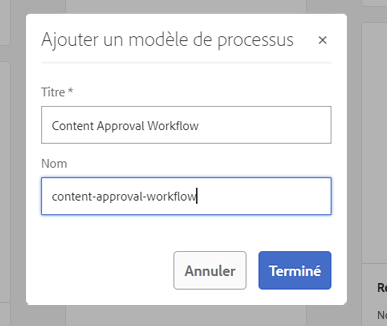 Ajouter un modèle de processus
×
Titre *
Content Approval Workflow
Nom
content-approval-workflow
Annuler
Terminé